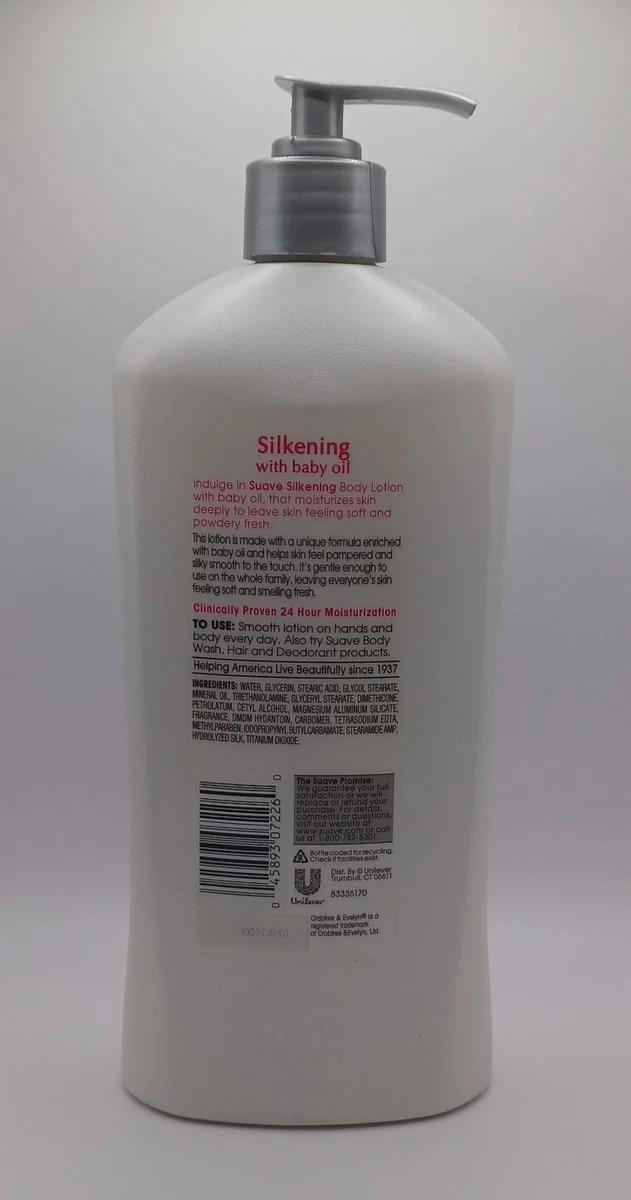 Silkening
with baby oil
Indulge in Suave Silkening Body Lotion
with baby oil, that moisturizes skin
deeply to leave skin feeling soft and
powdery fresh.
This lotion is made with a unique formula enriched
with baby oil and helps skin feel pampered and
silky smooth to the touch. It's gentle enough to
use on the whole family, leaving everyone's skin
feeling soft and smelling fresh.
Clinically Proven 24 Hour Moisturization
TO USE: Smooth lotion on hands and
body every day. Also try Suave Body
Wash, Hair and Deodorant products.
Helping America Live Beautifully since 1937
INGREDIENTS: WATER, GLYCERIN, STEARIC ACID, GLYCOL STEARATE,
MINERAL OIL, TRIETHANOLAMINE, GLYCERYL STEARATE, DIMETHICONE,
PETROLATUM, CETYL ALCOHOL, MAGNESIUM ALUMINUM SILICATE,
FRAGRANCE, DMDM HYDANTOIN, CARBOMER, TETRASODIUM EDTA,
METHYLPARABEN, IODOPROPYNYL BUTYLCARBAMATE, STEARAMIDE AMP,
HYDROLYZED SILK, TITANIUM DIOXIDE.
0 45893 07226 0
The Suave Promise:
We guarantee your full
satisfaction or we will
replace or refund your
purchase. For details,
comments or questions,
visit our website at
www.suave.com or call
us at 1-800-782-8301.
Bottle coded for recycling.
Check if facilities exist.
Unilever
Dist. By © Unilever
Trumbull, CT 06611
83336170
Crabtree & Evelyn® is a
registered trademark
of Crabtree &Evelyn, Ltd.